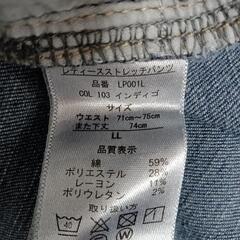 レディースストレッチパンツ
品番 LP001L
COL 103 インディゴ
サイズ
ウエスト 71cm~75cm
また下丈 74cm
LL
品質表示
綿 59%
ポリエステル 28%
レーヨン 11%
ポリウレタン 2%
取り扱い方
40